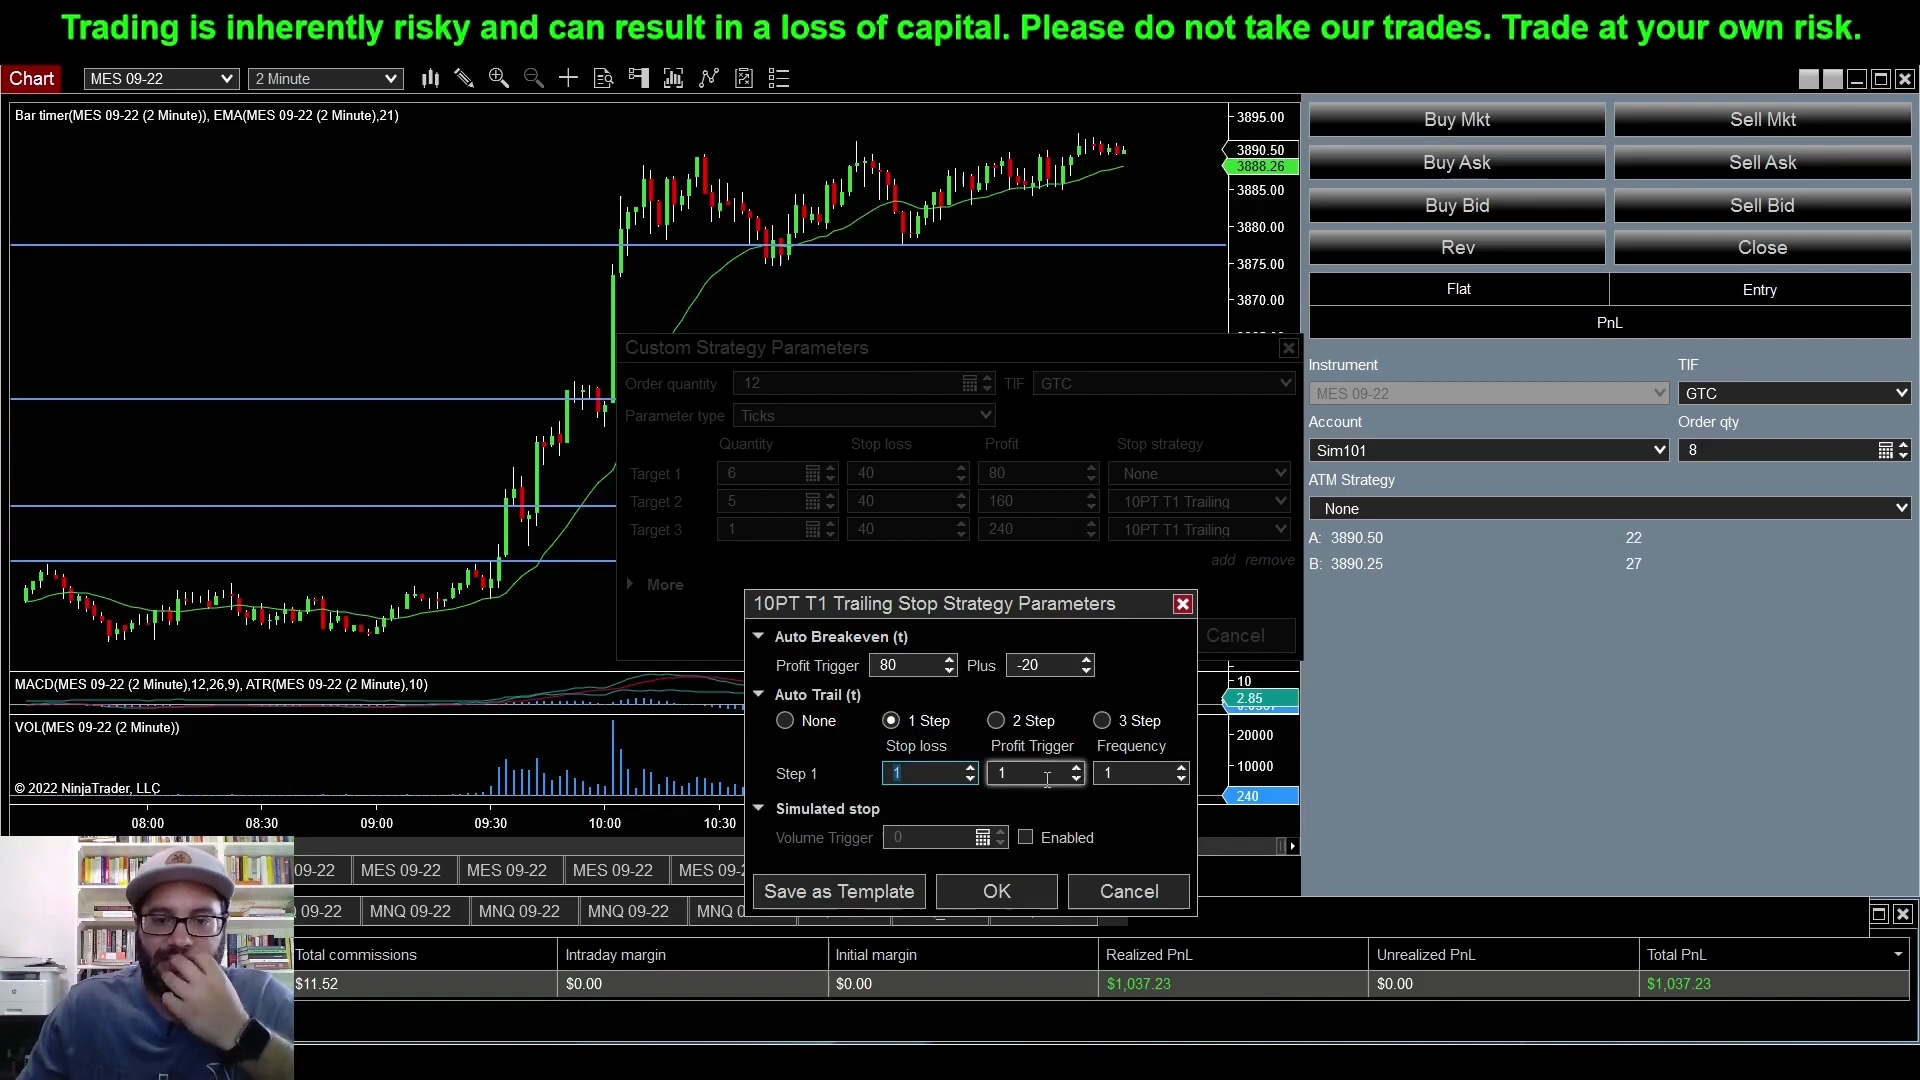 Trading is inherently risky and can result in a loss of capital. Please do not take our trades. Trade at your own risk.
Chart
MES 09-22
2 Minute
Bar timer(MES 09-22 (2 Minute)), EMA(MES 09-22 (2 Minute),21)
3895.00
3890.50
3888.26
3885.00
3880.00
3875.00
3870.00
Buy Mkt
Sell Mkt
Buy Ask
Sell Ask
Buy Bid
Sell Bid
Rev
Close
Flat
Entry
PnL
Instrument
TIF
MES 09-22
GTC
Account
Order qty
Sim101
8
ATM Strategy
None
A: 3890.50 22
B: 3890.25 27
Custom Strategy Parameters
Order quantity 12 TIF GTC
Parameter type Ticks
Quantity Stop loss Profit Stop strategy
Target 1 6 40 80 None
Target 2 5 40 160 10PT T1 Trailing
Target 3 1 40 240 10PT T1 Trailing
add remove
More
Cancel
10PT T1 Trailing Stop Strategy Parameters
Auto Breakeven (t)
Profit Trigger 80 Plus -20
Auto Trail (t)
None 1 Step 2 Step 3 Step
Stop loss Profit Trigger Frequency
Step 1 1 1 1
Simulated stop
Volume Trigger 0 Enabled
Save as Template OK Cancel
MACD(MES 09-22 (2 Minute),12,26,9), ATR(MES 09-22 (2 Minute),10)
10
2.85
VOL(MES 09-22 (2 Minute))
20000
10000
240
© 2022 NinjaTrader, LLC
08:00 08:30 09:00 09:30 10:00 10:30
09-22 MES 09-22 MES 09-22 MES 09-22 MES 09
09-22 MNQ 09-22 MNQ 09-22 MNQ 09-22 MNQ 0
Total commissions Intraday margin Initial margin Realized PnL Unrealized PnL Total PnL
$11.52 $0.00 $0.00 $1,037.23 $0.00 $1,037.23